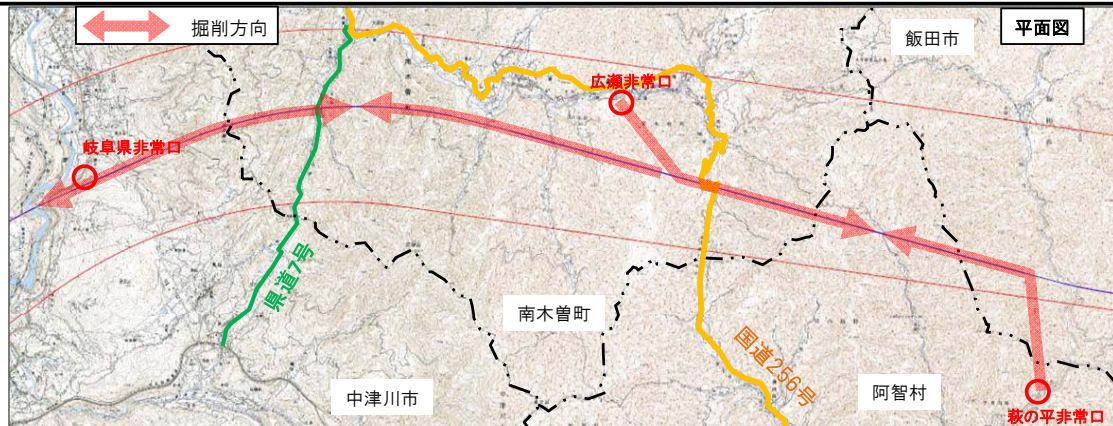 掘削方向
平面図
飯田市
広瀬非常口
岐阜県非常口
県道7号
南木曽町
国道256号
中津川市
阿智村
萩の平非常口